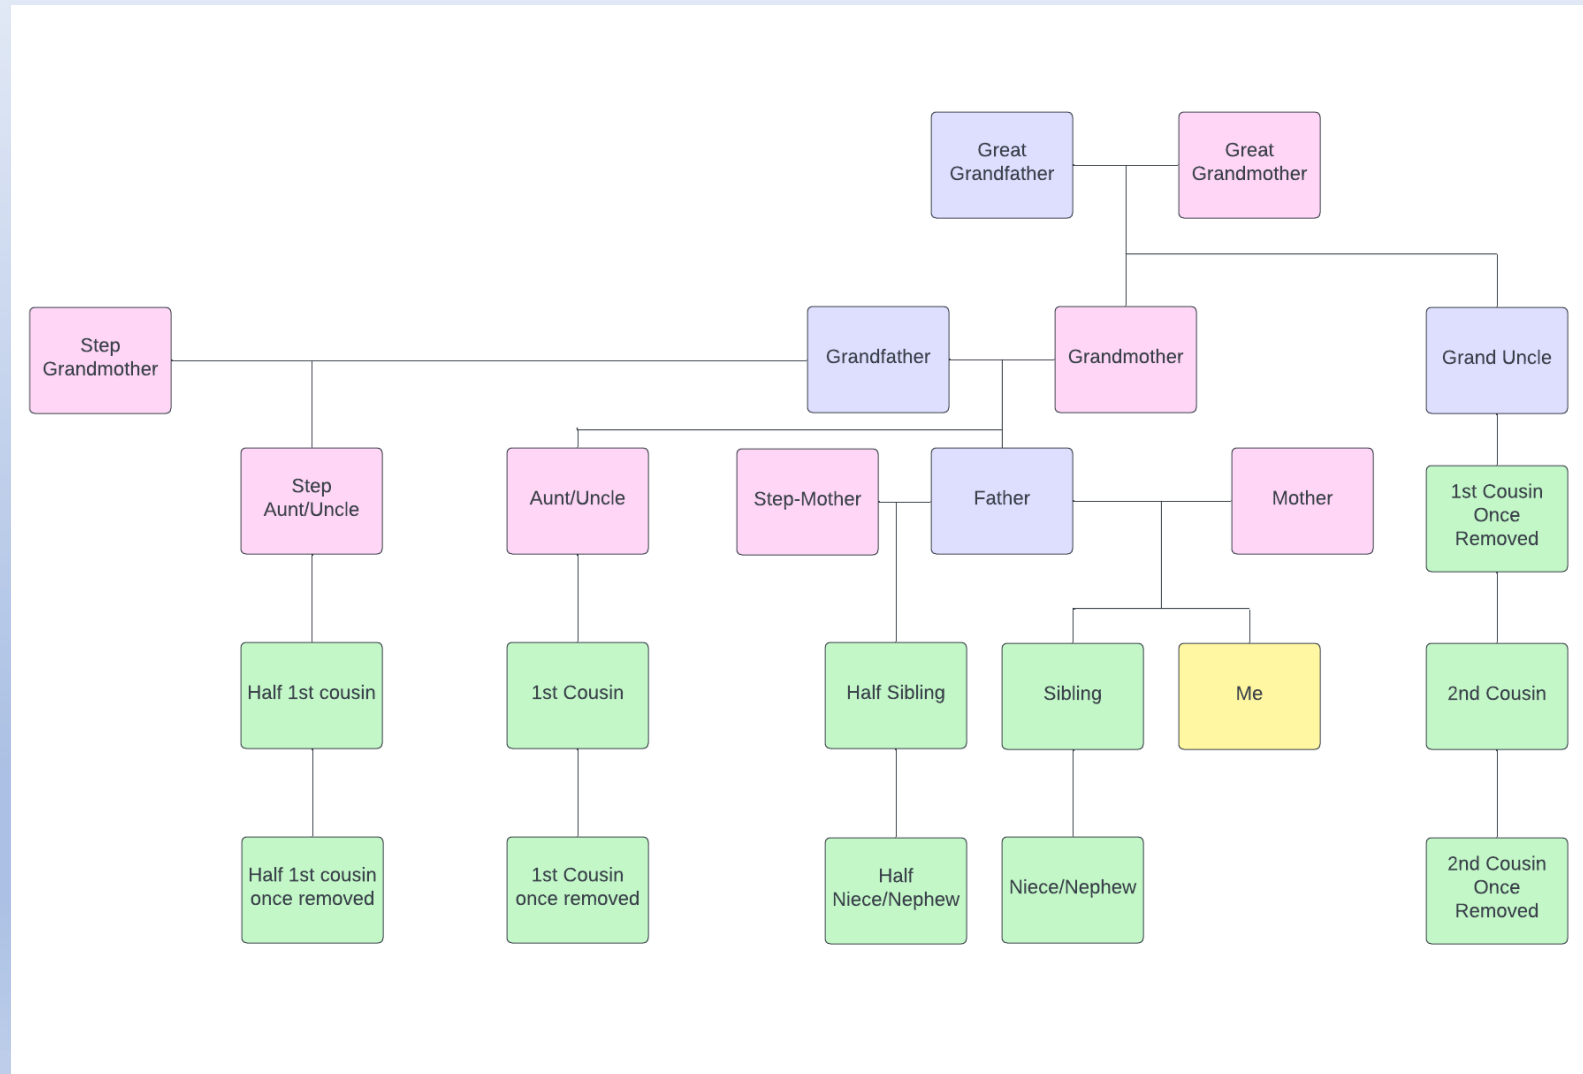 Great
Grandfather
Great
Grandmother
Step
Grandmother
Grandfather
Grandmother
Grand Uncle
Step
Aunt/Uncle
Aunt/Uncle
Step-Mother
Father
Mother
1st Cousin
Once
Removed
Half 1st cousin
1st Cousin
Half Sibling
Sibling
Me
2nd Cousin
Half 1st cousin
once removed
1st Cousin
once removed
Half
Niece/Nephew
Niece/Nephew
2nd Cousin
Once
Removed